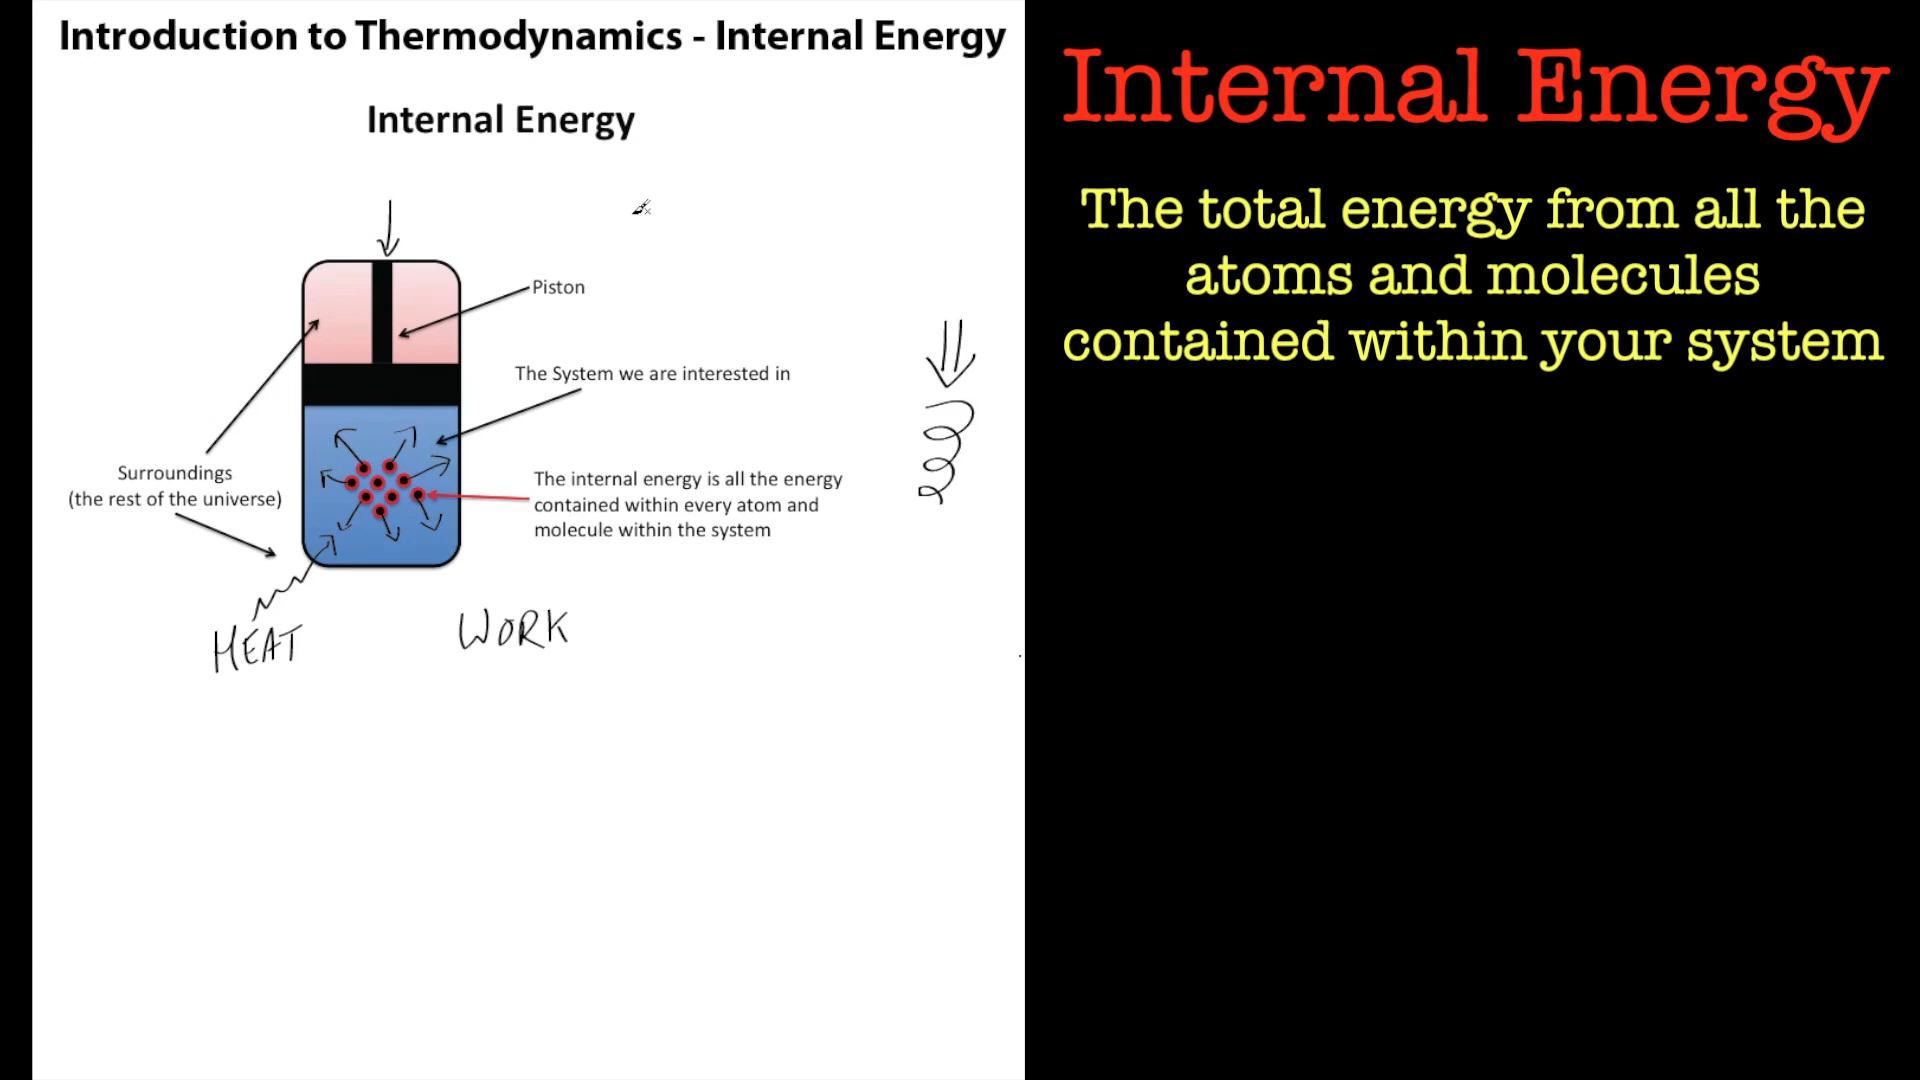 Introduction to Thermodynamics - Internal Energy
Internal Energy
Piston
The System we are interested in
Surroundings
(the rest of the universe)
The internal energy is all the energy
contained within every atom and
molecule within the system
HEAT
WORK
Internal Energy
The total energy from all the
atoms and molecules
contained within your system